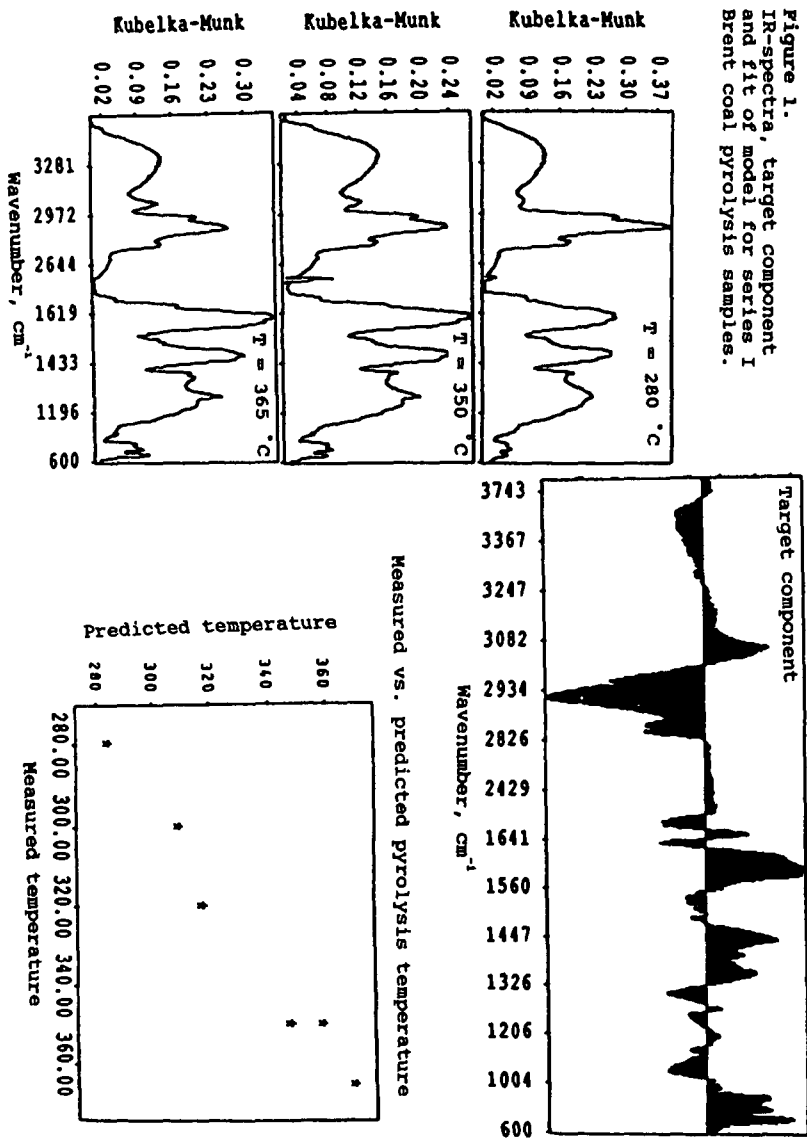 Figure 1.
IR-spectra, target component
and fit of model for series I
Brent coal pyrolysis samples.
Kubelka-Munk
0.02 0.09 0.16 0.23 0.30 0.37
T = 280 °C
Kubelka-Munk
0.04 0.12 0.16 0.20 0.24
T = 350 °C
Kubelka-Munk
0.02 0.09 0.16 0.23 0.30
T = 365 °C
3281 2972 2644 1619 1433 1196 600
Wavenumber, cm⁻¹
Target component
3743 3367 3247 3082 2934 2826 2429 1641 1560 1447 1326 1206 1004 600
Wavenumber, cm⁻¹
Measured vs. predicted pyrolysis temperature
Predicted temperature
280 300 320 340 360
280.00 300.00 320.00 340.00 360.00
Measured temperature